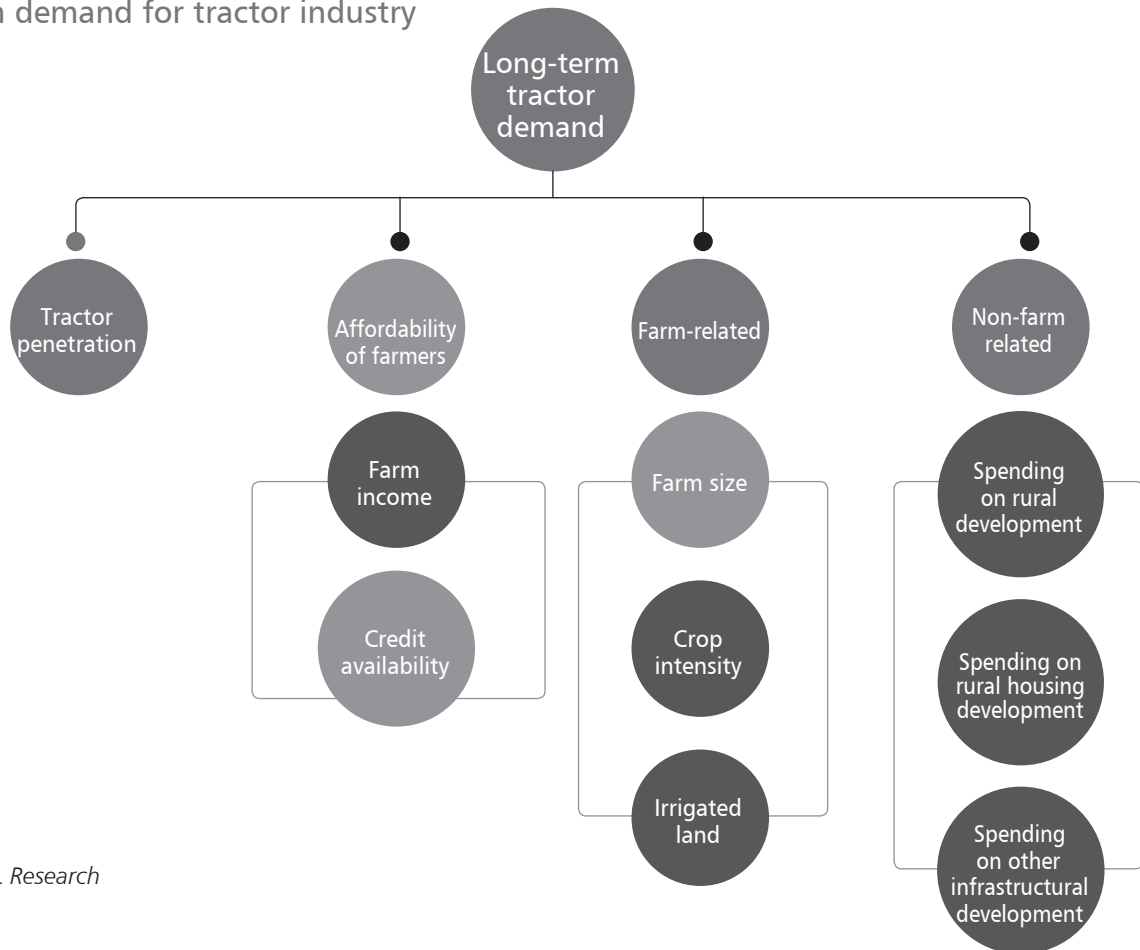 demand for tractor industry
Long-term
tractor
demand
Tractor
penetration
Affordability
of farmers
Farm-related
Non-farm
related
Farm
income
Credit
availability
Farm size
Crop
intensity
Irrigated
land
Spending
on rural
development
Spending on
rural housing
development
Spending
on other
infrastructural
development
Research